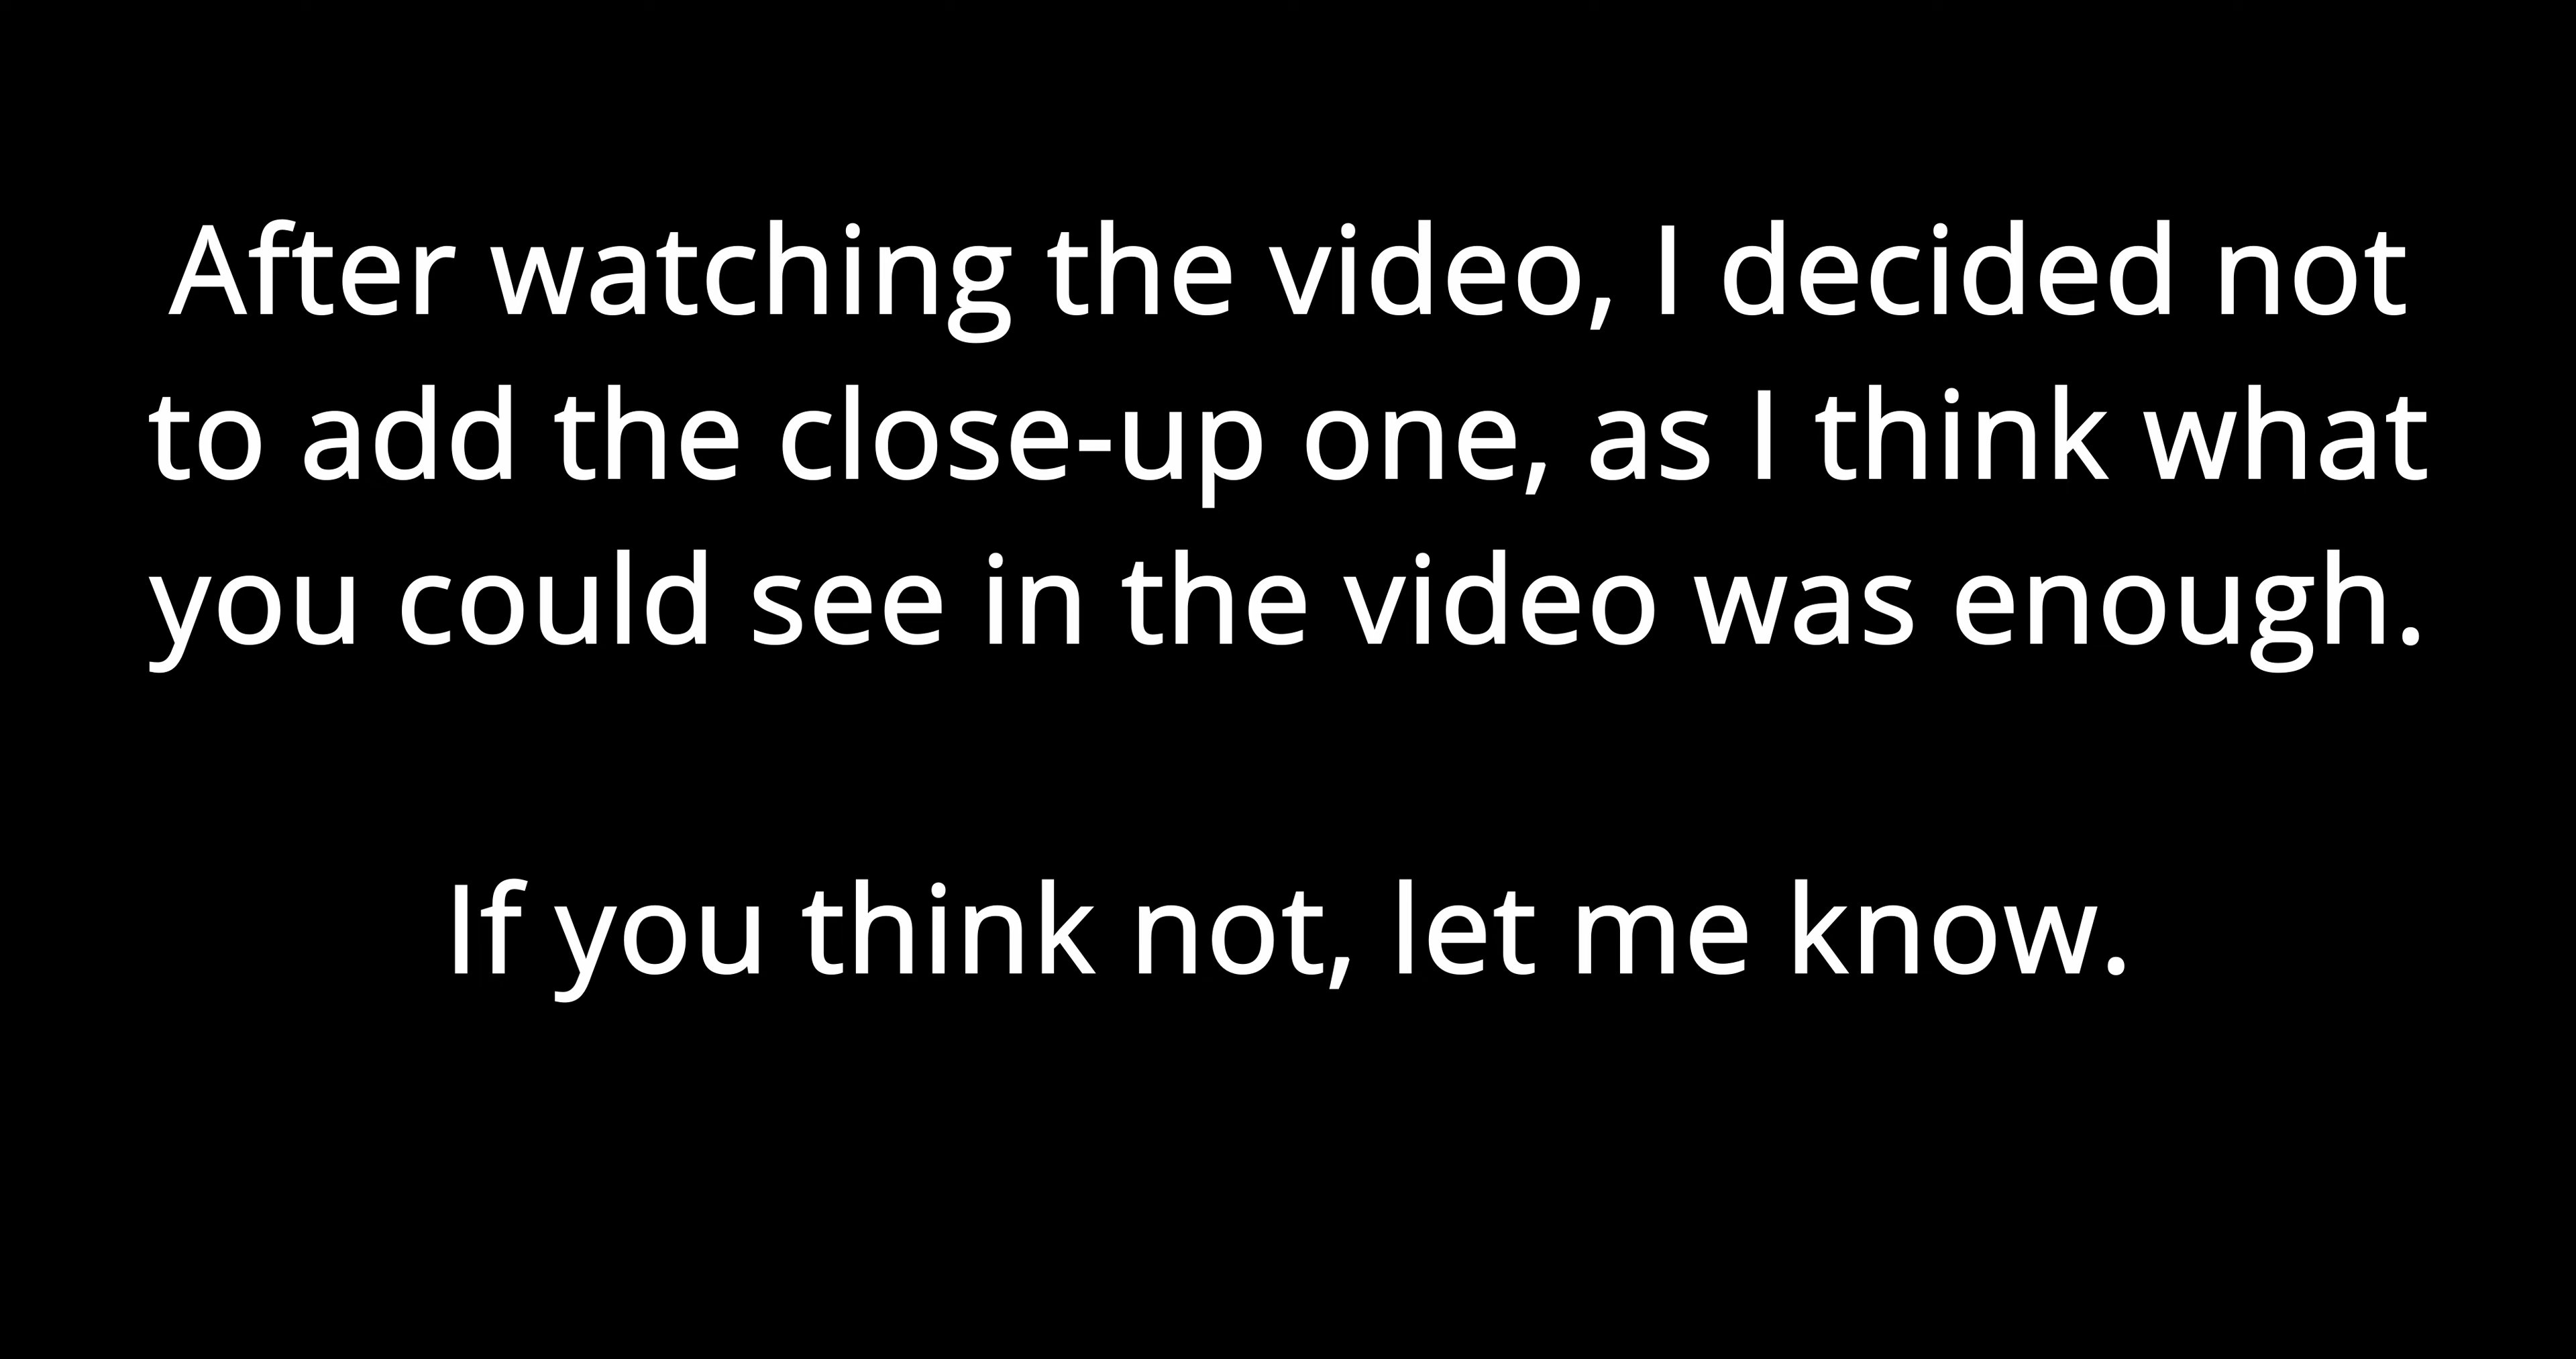 After watching the video, I decided not
to add the close-up one, as I think what
you could see in the video was enough.
If you think not, let me know.